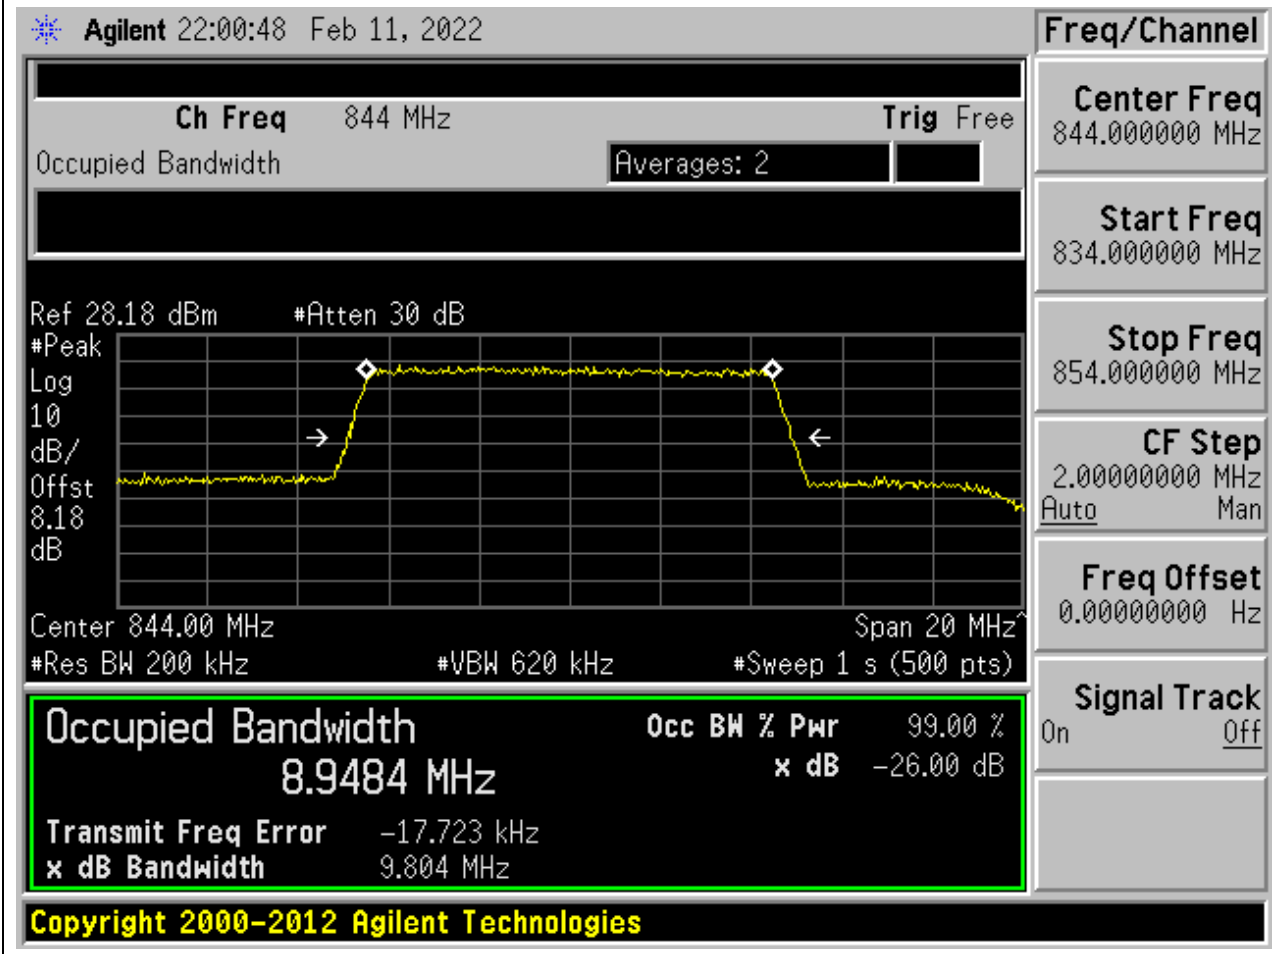 Agilent 22:00:48 Feb 11, 2022
Freq/Channel
Ch Freq 844 MHz Trig Free
Occupied Bandwidth Averages: 2
Center Freq
844.000000 MHz
Start Freq
834.000000 MHz
Stop Freq
854.000000 MHz
CF Step
2.00000000 MHz
Auto Man
Freq Offset
0.00000000 Hz
Signal Track
On Off
Ref 28.18 dBm #Atten 30 dB
#Peak
Log
10
dB/
Offst
8.18
dB
Center 844.00 MHz Span 20 MHz^
#Res BW 200 kHz #VBW 620 kHz #Sweep 1 s (500 pts)
Occupied Bandwidth Occ BW % Pwr 99.00 %
8.9484 MHz x dB -26.00 dB
Transmit Freq Error -17.723 kHz
x dB Bandwidth 9.804 MHz
Copyright 2000-2012 Agilent Technologies